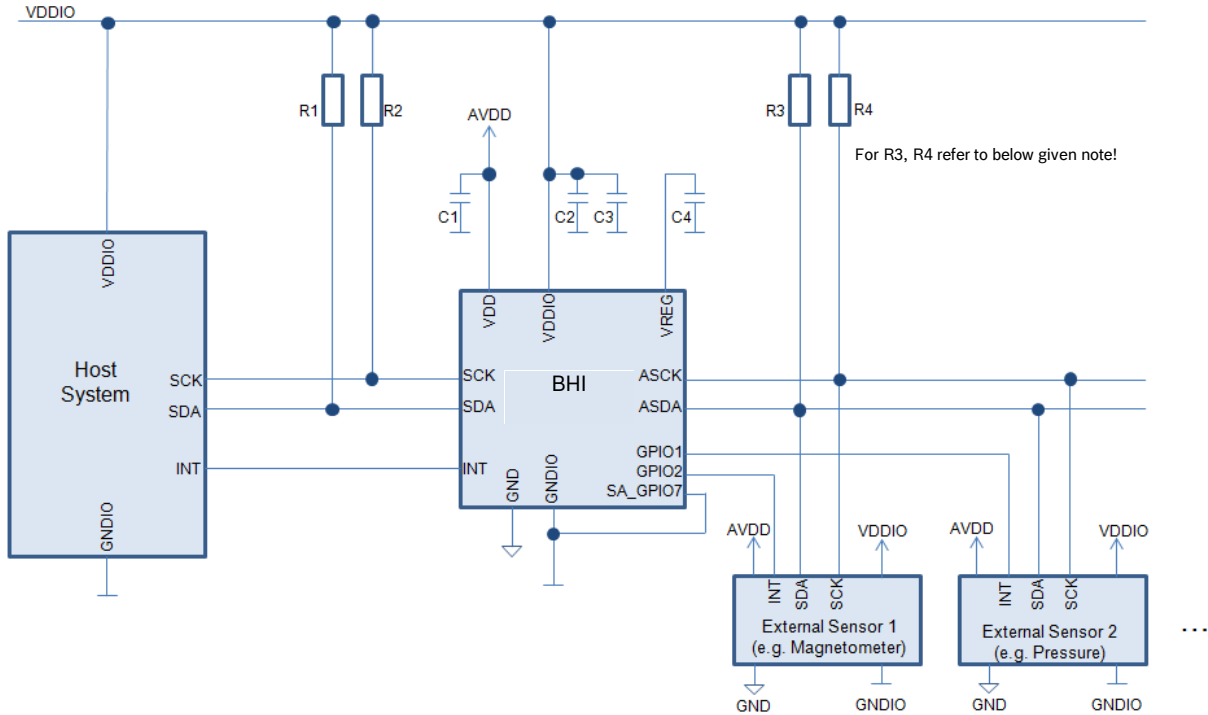 VDDIO
R1
R2
R3
R4
AVDD
For R3, R4 refer to below given note!
C1
C2
C3
C4
VDDIO
VDD
VDDIO
VREG
Host
System
SCK
SDA
INT
GNDIO
SCK
SDA
INT
BHI
ASCK
ASDA
GPIO1
GPIO2
SA_GPIO7
GND
GNDIO
AVDD
VDDIO
AVDD
VDDIO
INT
SDA
SCK
INT
SDA
SCK
External Sensor 1
(e.g. Magnetometer)
External Sensor 2
(e.g. Pressure)
...
GND
GNDIO
GND
GNDIO